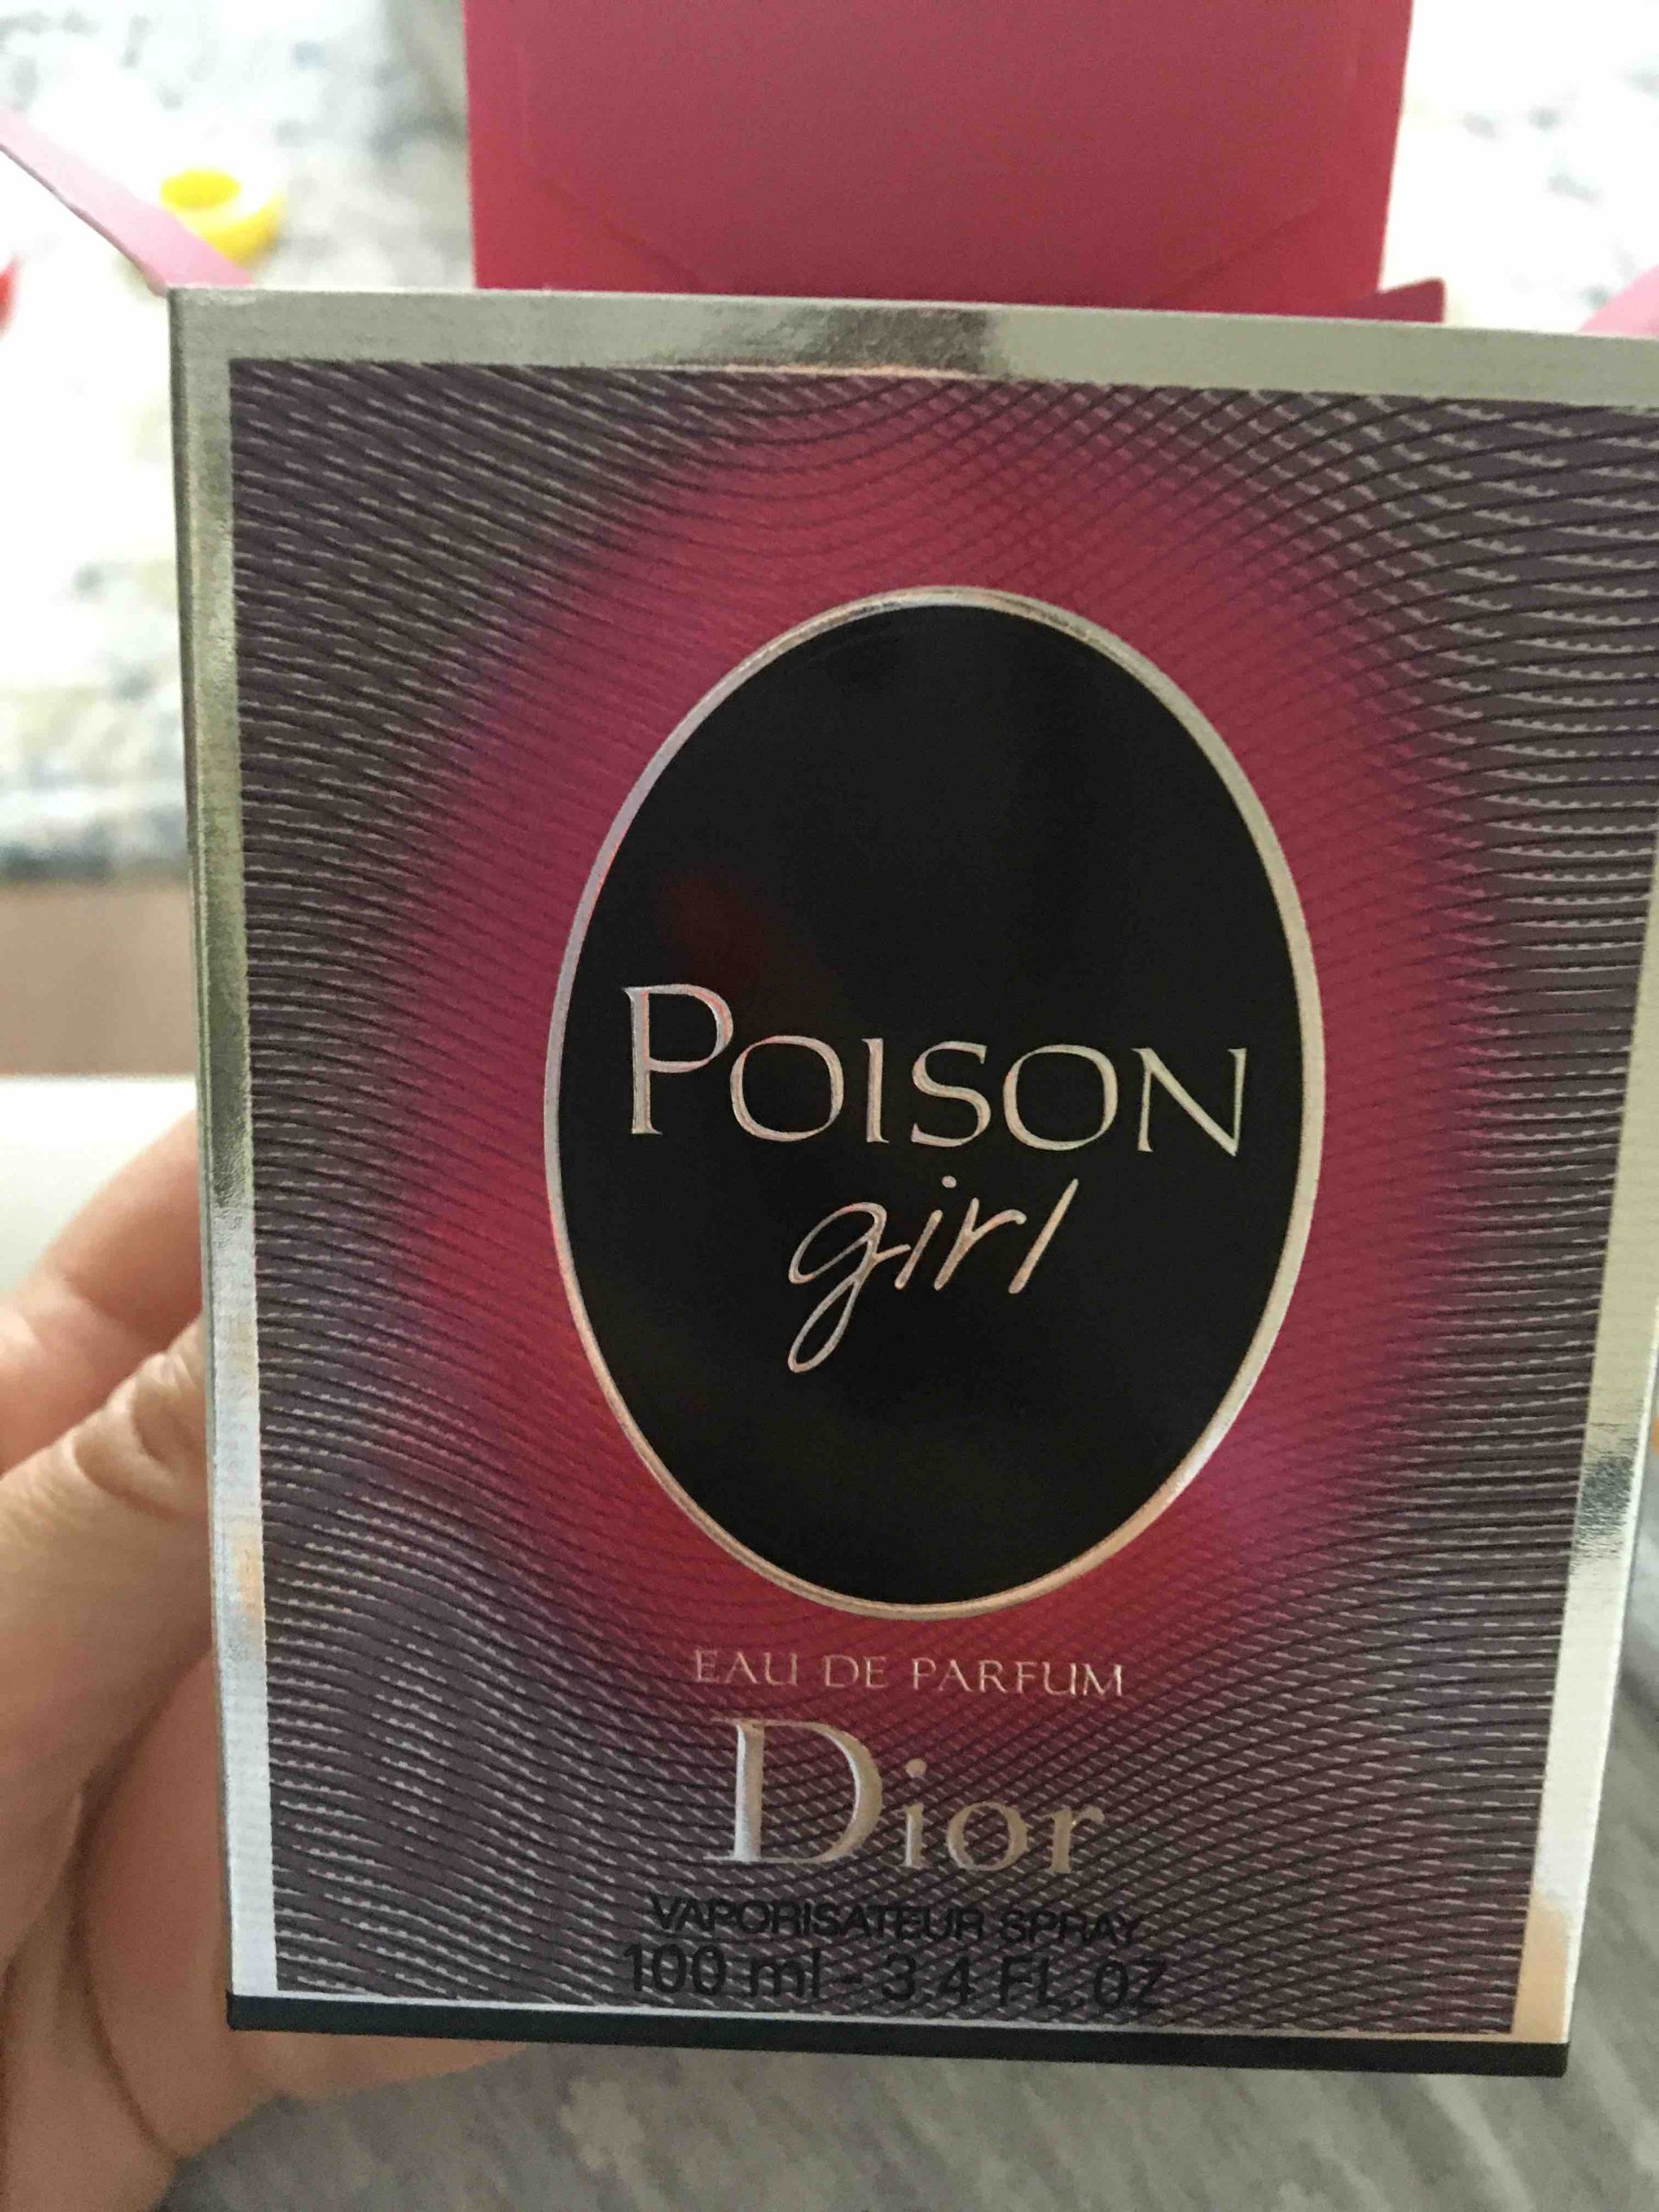 POISON
girl
EAU DE PARFUM
Dior
VAPORISATEUR SPRAY
100 ml - 3.4 FL.OZ